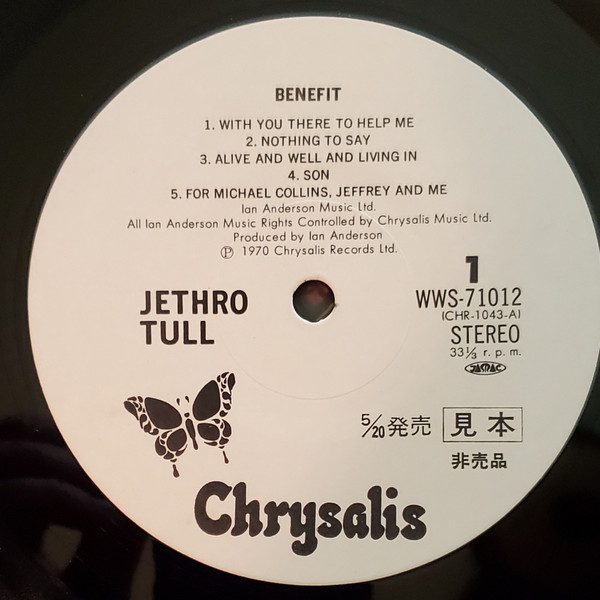 BENEFIT
1. WITH YOU THERE TO HELP ME
2. NOTHING TO SAY
3. ALIVE AND WELL AND LIVING IN
4. SON
5. FOR MICHAEL COLLINS, JEFFREY AND ME
Ian Anderson Music Ltd.
All Ian Anderson Music Rights Controlled by Chrysalis Music Ltd.
Produced by Ian Anderson
℗ 1970 Chrysalis Records Ltd.
JETHRO
TULL
1
WWS-71012
(CHR-1043-A)
STEREO
33⅓ r. p. m.
JASRAC
5/20発売 見本
非売品
Chrysalis